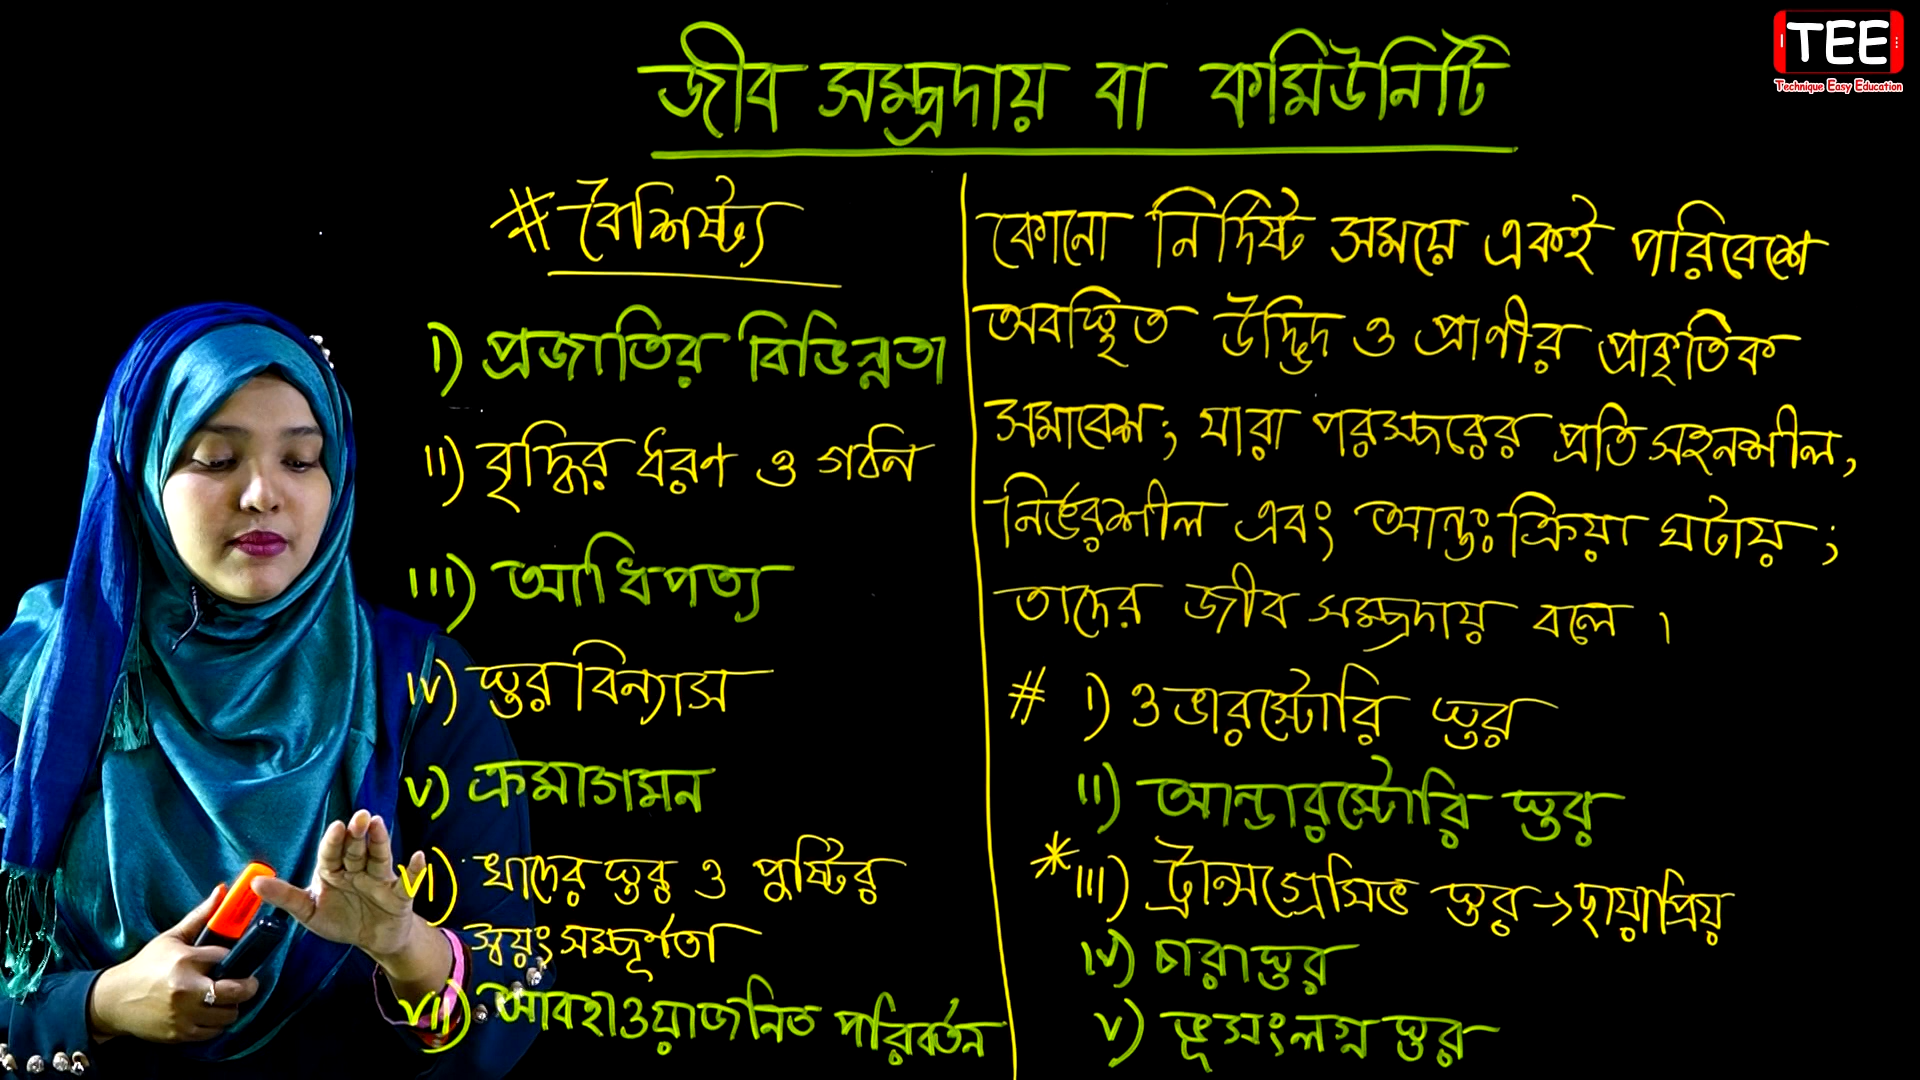 জীব সম্প্রদায় বা কমিউনিটি
TEE
Technique Easy Education
# বৈশিষ্ট্য
i) প্রজাতির বিভিন্নতা
ii) বৃদ্ধির ধরণ ও গঠন
iii) আধিপত্য
iv) স্তরবিন্যাস
v) ক্রমাগমন
vi) খাদ্যের স্তর ও পুষ্টির
স্বয়ংসম্পূর্ণতা
vii) আবহাওয়াজনিত পরিবর্তন
কোনো নির্দিষ্ট সময়ে একই পরিবেশে
অবস্থিত উদ্ভিদ ও প্রাণীর প্রাকৃতিক
সমাবেশ; যারা পরস্পরের প্রতি সহনশীল,
নির্ভরশীল এবং আন্তঃক্রিয়া ঘটায়;
তাদের জীব সম্প্রদায় বলে।
# i) ওভারস্টোরি স্তর
ii) আন্ডারস্টোরি স্তর
* iii) ট্রান্সগ্রেসিভ স্তর → ছায়াপ্রিয়
iv) চারাস্তর
v) ভূসংলগ্ন স্তর